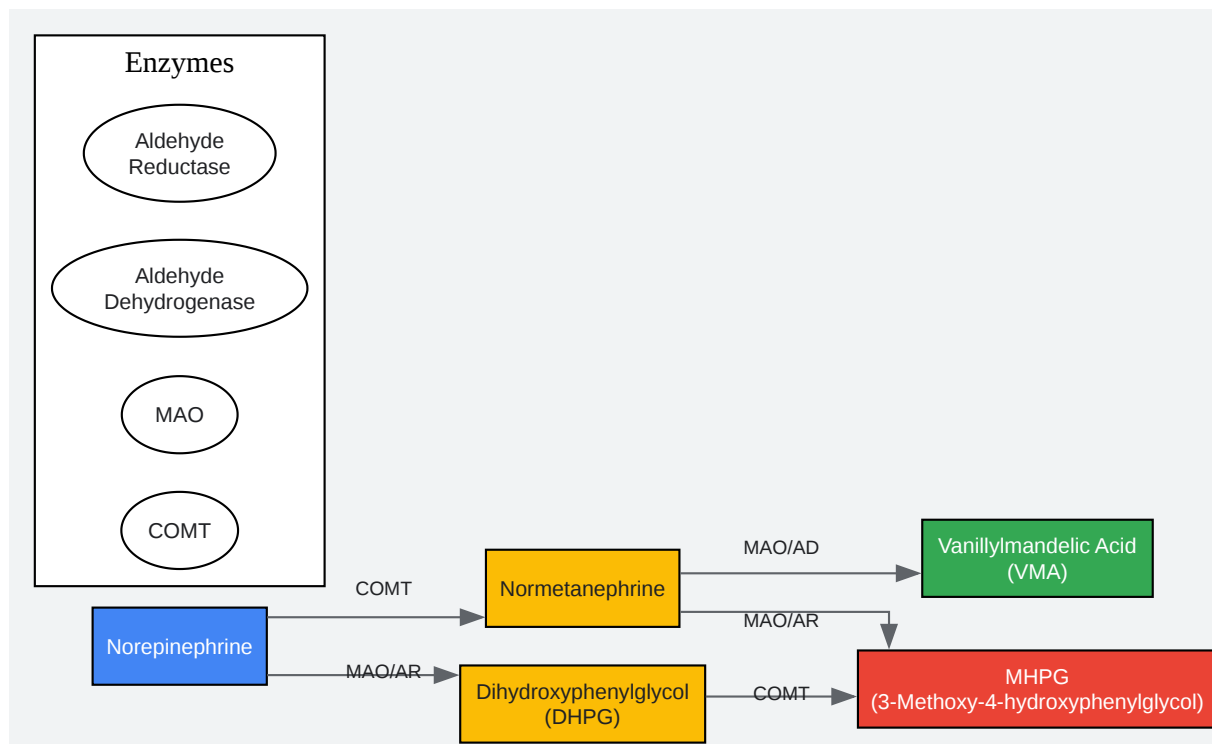 Enzymes
Aldehyde
Reductase
Aldehyde
Dehydrogenase
MAO
COMT
Norepinephrine
COMT
MAO/AR
Normetanephrine
Dihydroxyphenylglycol
(DHPG)
MAO/AD
MAO/AR
COMT
Vanillylmandelic Acid
(VMA)
MHPG
(3-Methoxy-4-hydroxyphenylglycol)